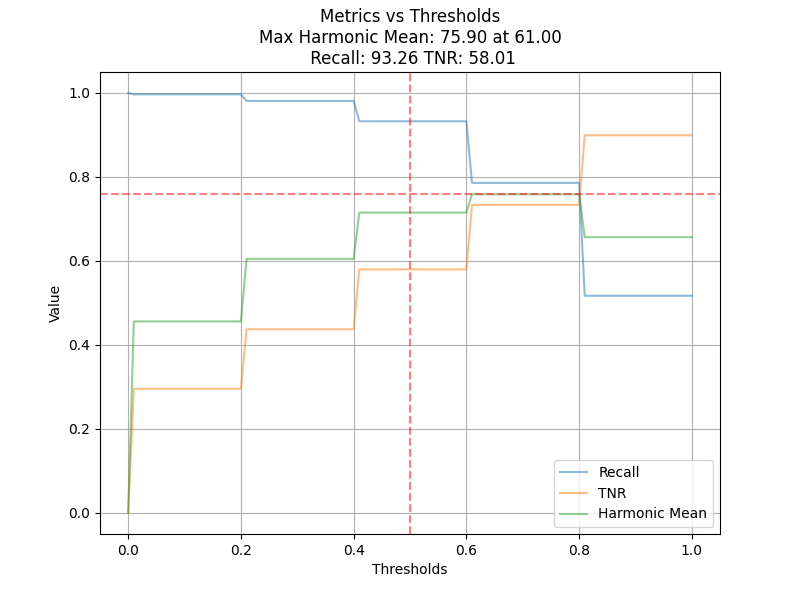 Metrics vs Thresholds
Max Harmonic Mean: 75.90 at 61.00
Recall: 93.26 TNR: 58.01
1.0
0.8
0.6
0.4
0.2
0.0
Value
0.0 0.2 0.4 0.6 0.8 1.0
Thresholds
Recall
TNR
Harmonic Mean